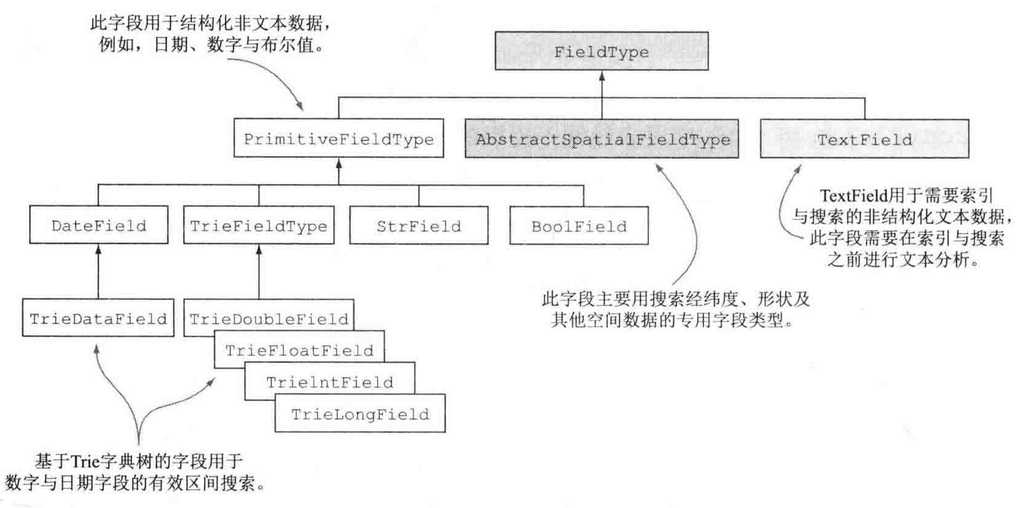 此字段用于结构化非文本数据，
例如，日期、数字与布尔值。
FieldType
PrimitiveFieldType
AbstractSpatialFieldType
TextField
DateField
TrieFieldType
StrField
BoolField
TextField用于需要索引
与搜索的非结构化文本数据，
此字段需要在索引与搜索
之前进行文本分析。
此字段主要用搜索经纬度、形状及
其他空间数据的专用字段类型。
TrieDataField
TrieDoubleField
TrieFloatField
TrielntField
TrieLongField
基于Trie字典树的字段用于
数字与日期字段的有效区间搜索。